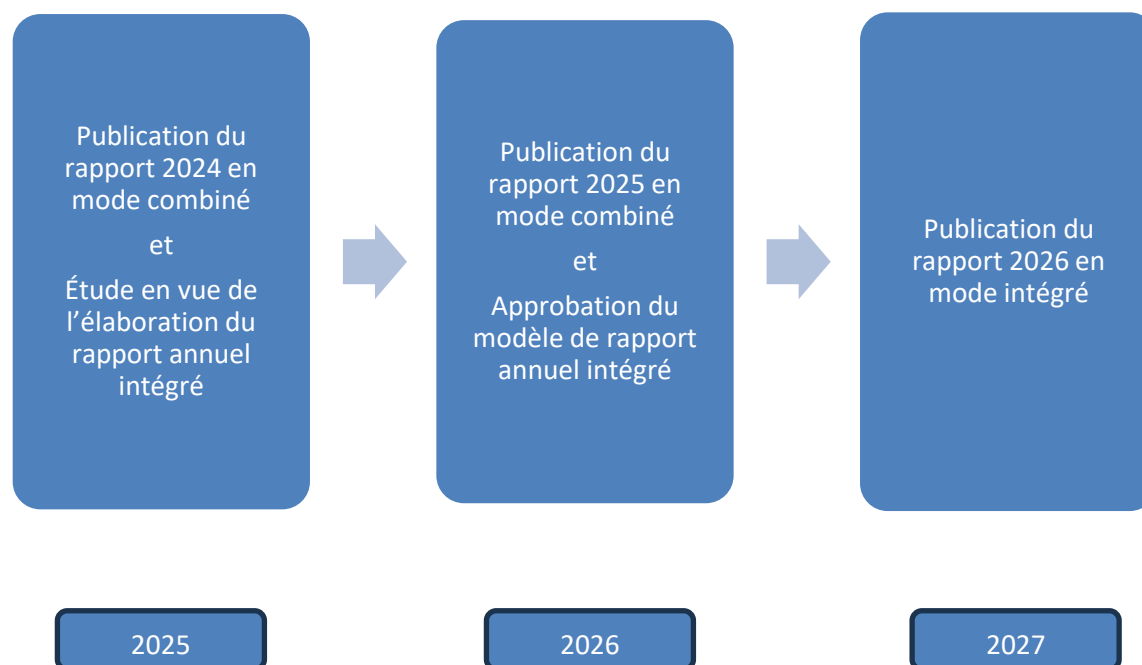 Publication du
rapport 2024 en
mode combiné
et
Étude en vue de
l’élaboration du
rapport annuel
intégré
Publication du
rapport 2025 en
mode combiné
et
Approbation du
modèle de rapport
annuel intégré
Publication du
rapport 2026 en
mode intégré
2025
2026
2027